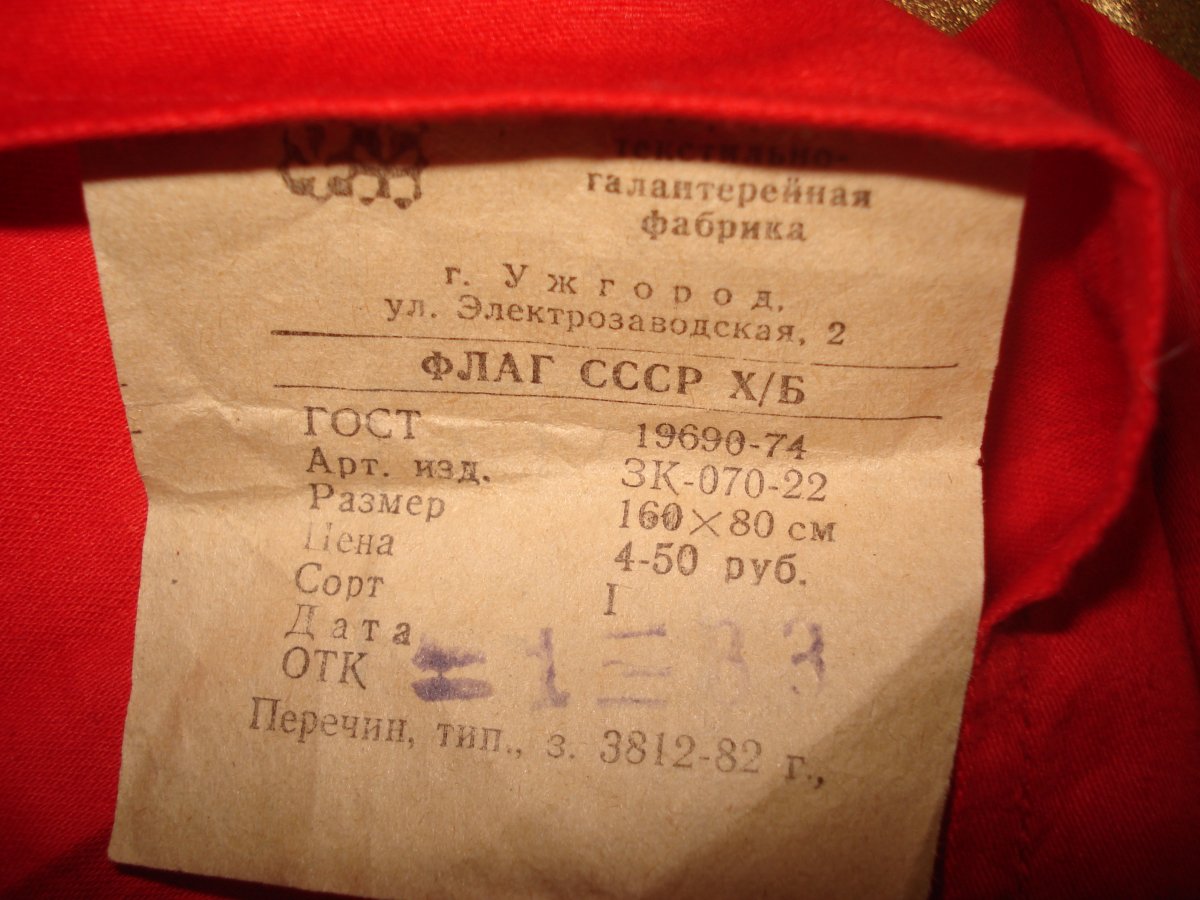 текстильно-
галантерейная
фабрика
г. Ужгород,
ул. Электрозаводская, 2
ФЛАГ СССР Х/Б
ГОСТ 19690-74
Арт. изд. ЗК-070-22
Размер 160×80 см
Цена 4-50 руб.
Сорт I
Дата
ОТК
Перечин, тип., з. 3812-82 г.,